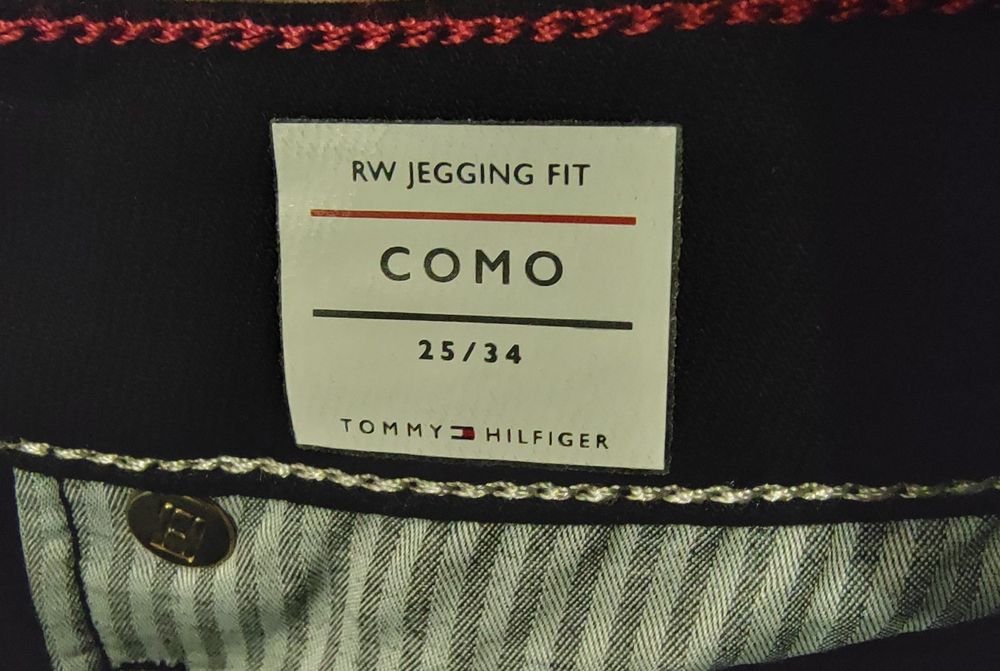 RW JEGGING FIT
COMO
25/34
TOMMY HILFIGER